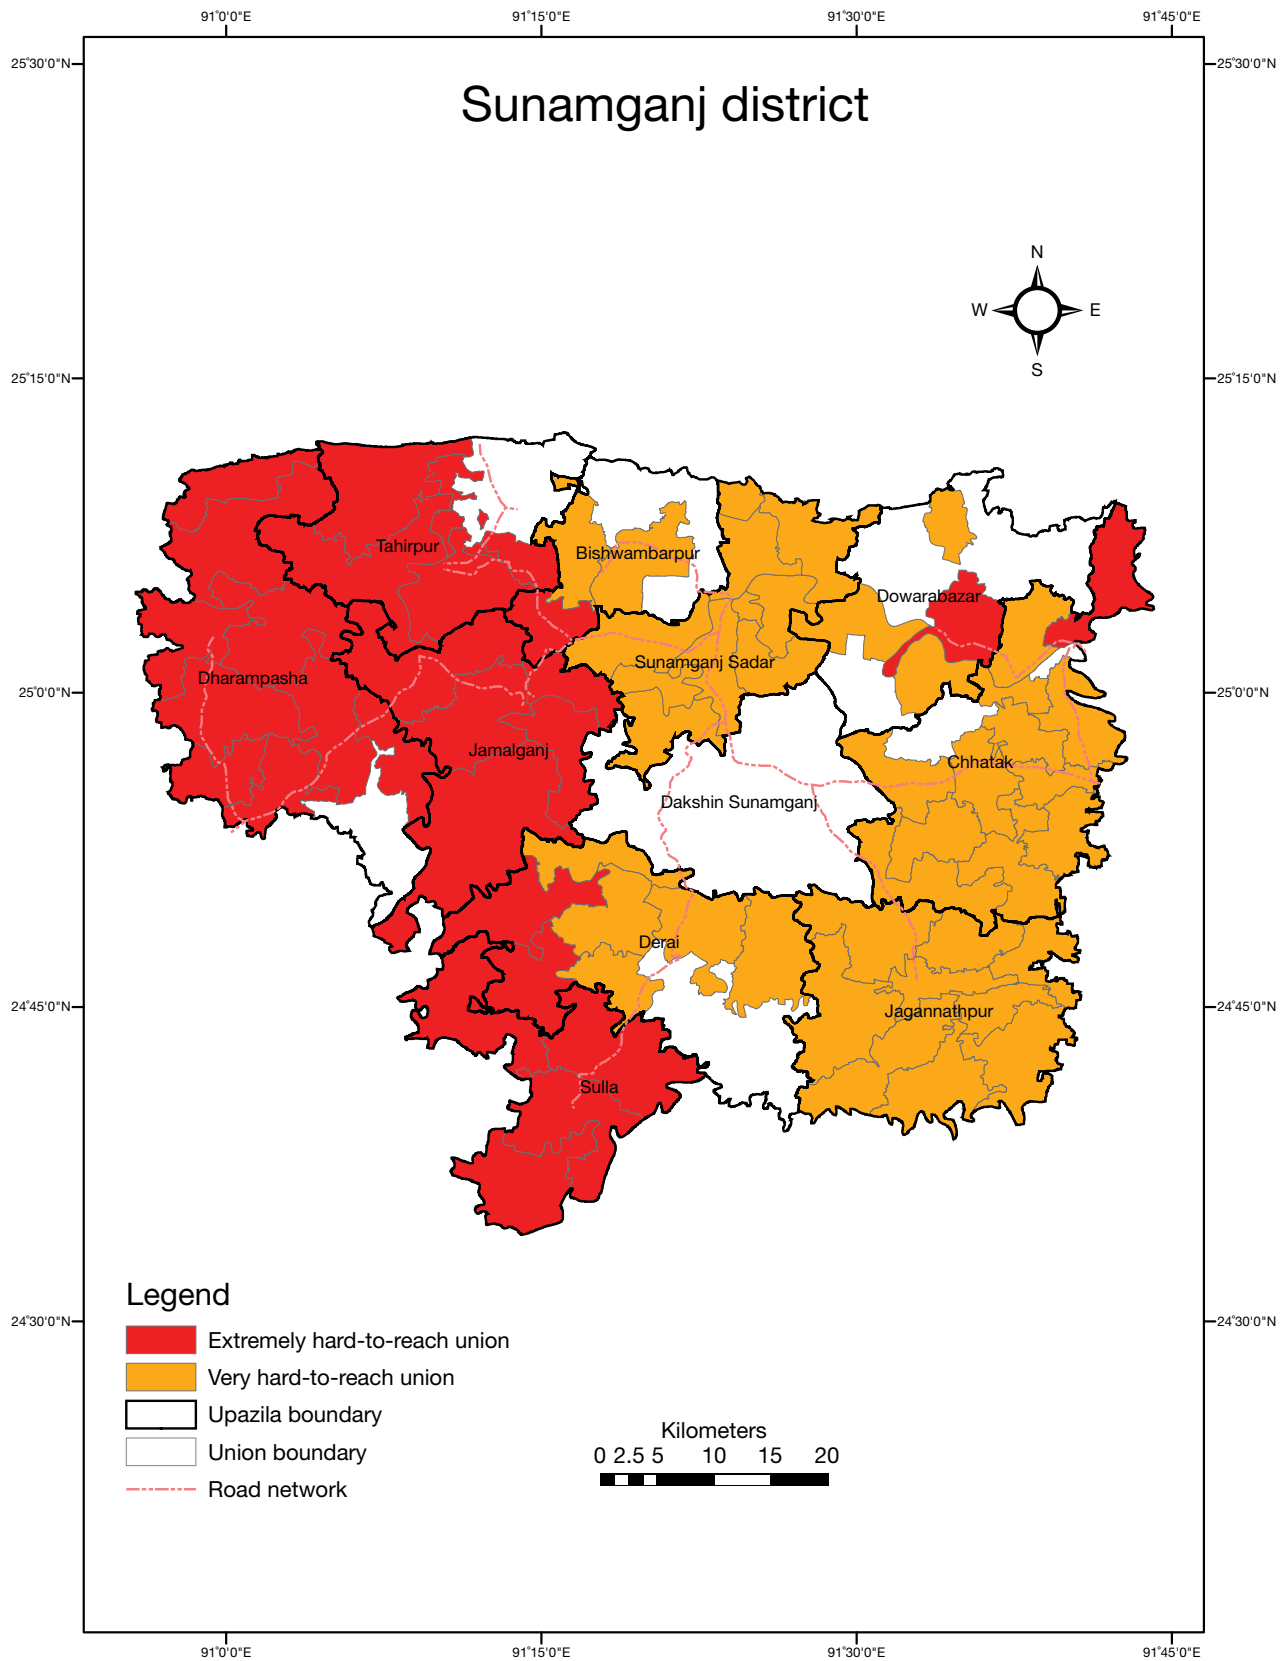 91°0'0"E 91°15'0"E 91°30'0"E 91°45'0"E
25°30'0"N 25°30'0"N
Sunamganj district
N
W E
S
25°15'0"N 25°15'0"N
Tahirpur
Bishwambarpur
Dowarabazar
Sunamganj Sadar
Dharampasha
25°0'0"N 25°0'0"N
Jamalganj
Chhatak
Dakshin Sunamganj
Derai
24°45'0"N 24°45'0"N
Jagannathpur
Sulla
Legend
24°30'0"N 24°30'0"N
Extremely hard-to-reach union
Very hard-to-reach union
Upazila boundary
Union boundary
Road network
Kilometers
0 2.5 5 10 15 20
91°0'0"E 91°15'0"E 91°30'0"E 91°45'0"E